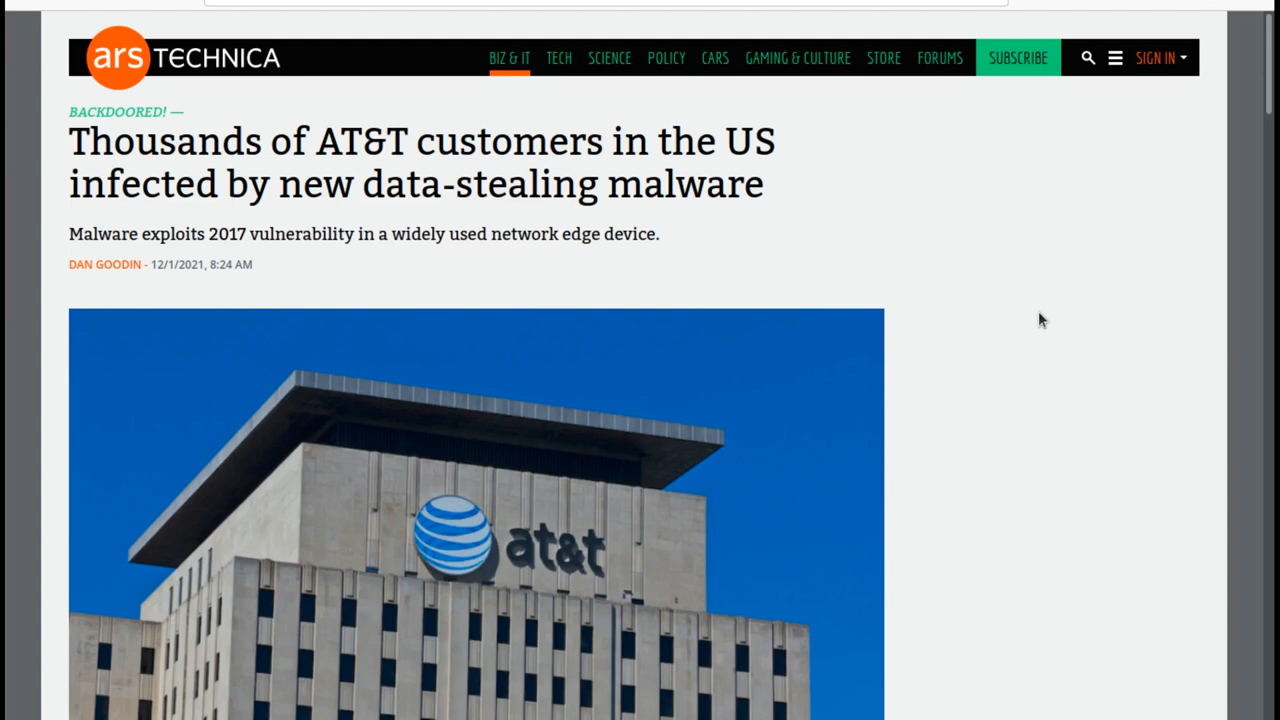 ars TECHNICA
BIZ & IT TECH SCIENCE POLICY CARS GAMING & CULTURE STORE FORUMS SUBSCRIBE SIGN IN
BACKDOORED! —
Thousands of AT&T customers in the US
infected by new data-stealing malware
Malware exploits 2017 vulnerability in a widely used network edge device.
DAN GOODIN - 12/1/2021, 8:24 AM
at&t